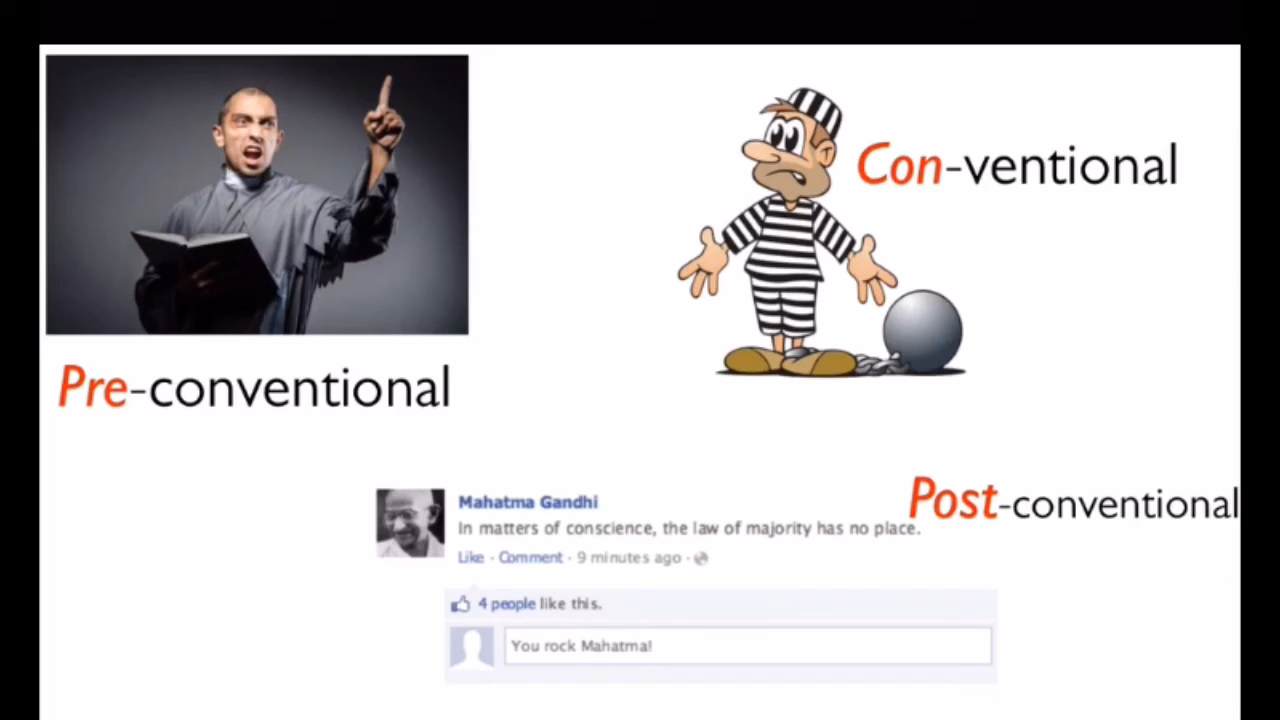 Con-ventional
Pre-conventional
Post-conventional
Mahatma Gandhi
In matters of conscience, the law of majority has no place.
Like · Comment · 9 minutes ago ·
4 people like this.
You rock Mahatma!